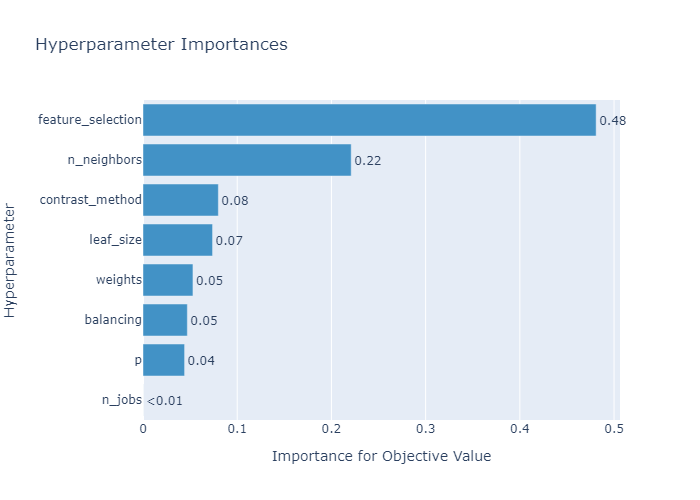 Hyperparameter Importances
Hyperparameter
feature_selection 0.48
n_neighbors 0.22
contrast_method 0.08
leaf_size 0.07
weights 0.05
balancing 0.05
p 0.04
n_jobs <0.01
0 0.1 0.2 0.3 0.4 0.5
Importance for Objective Value